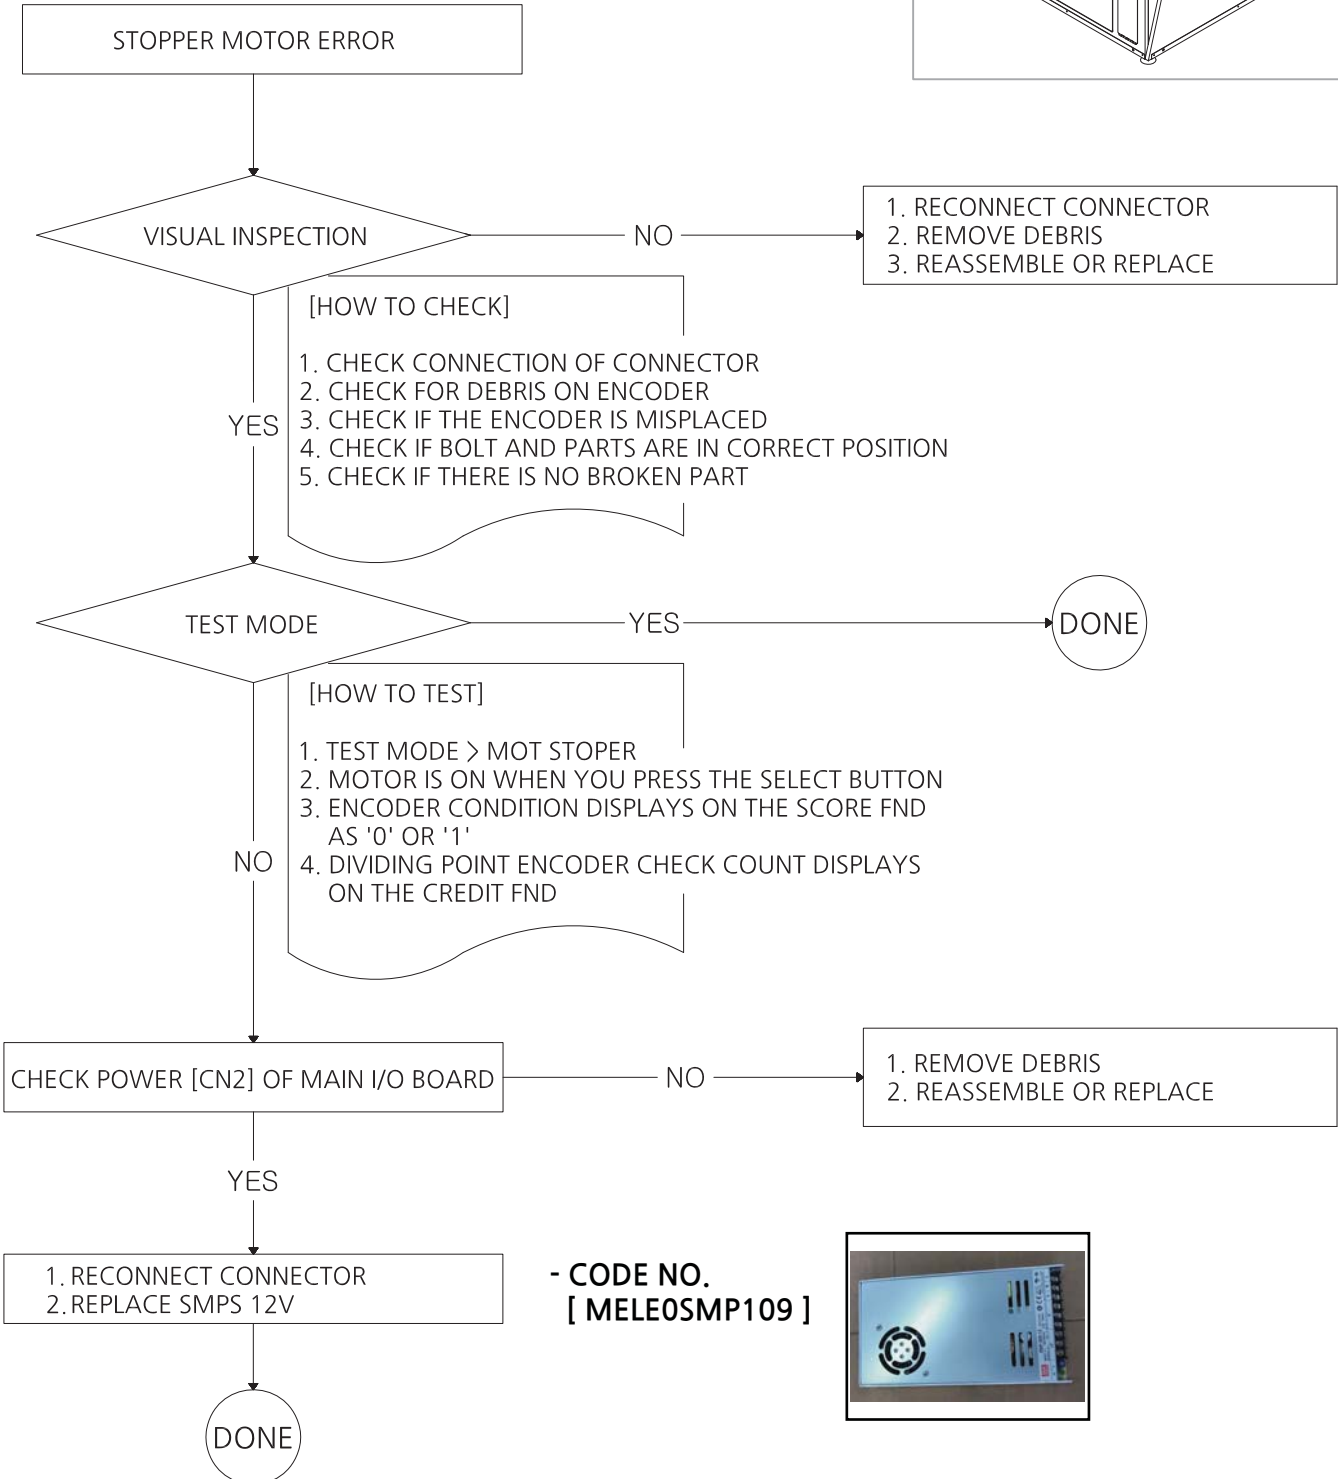 STOPPER MOTOR ERROR
VISUAL INSPECTION
NO
1. RECONNECT CONNECTOR
2. REMOVE DEBRIS
3. REASSEMBLE OR REPLACE
[HOW TO CHECK]
1. CHECK CONNECTION OF CONNECTOR
2. CHECK FOR DEBRIS ON ENCODER
3. CHECK IF THE ENCODER IS MISPLACED
4. CHECK IF BOLT AND PARTS ARE IN CORRECT POSITION
5. CHECK IF THERE IS NO BROKEN PART
YES
TEST MODE
YES
DONE
[HOW TO TEST]
1. TEST MODE > MOT STOPER
2. MOTOR IS ON WHEN YOU PRESS THE SELECT BUTTON
3. ENCODER CONDITION DISPLAYS ON THE SCORE FND
AS '0' OR '1'
4. DIVIDING POINT ENCODER CHECK COUNT DISPLAYS
ON THE CREDIT FND
NO
CHECK POWER [CN2] OF MAIN I/O BOARD
NO
1. REMOVE DEBRIS
2. REASSEMBLE OR REPLACE
YES
1. RECONNECT CONNECTOR
2. REPLACE SMPS 12V
- CODE NO.
[ MELE0SMP109 ]
DONE